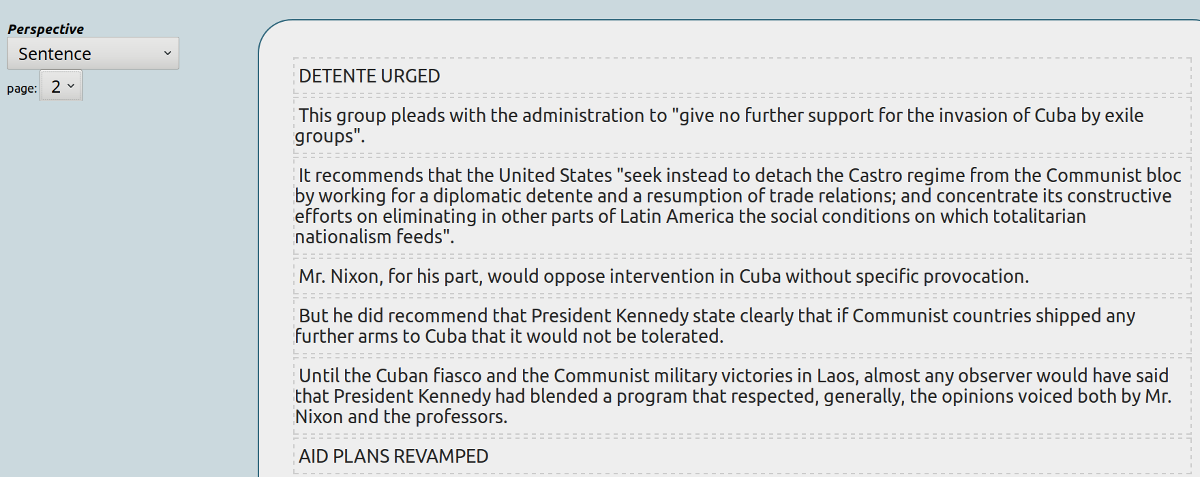 Perspective
Sentence
page: 2
DETENTE URGED
This group pleads with the administration to "give no further support for the invasion of Cuba by exile
groups".
It recommends that the United States "seek instead to detach the Castro regime from the Communist bloc
by working for a diplomatic detente and a resumption of trade relations; and concentrate its constructive
efforts on eliminating in other parts of Latin America the social conditions on which totalitarian
nationalism feeds".
Mr. Nixon, for his part, would oppose intervention in Cuba without specific provocation.
But he did recommend that President Kennedy state clearly that if Communist countries shipped any
further arms to Cuba that it would not be tolerated.
Until the Cuban fiasco and the Communist military victories in Laos, almost any observer would have said
that President Kennedy had blended a program that respected, generally, the opinions voiced both by Mr.
Nixon and the professors.
AID PLANS REVAMPED